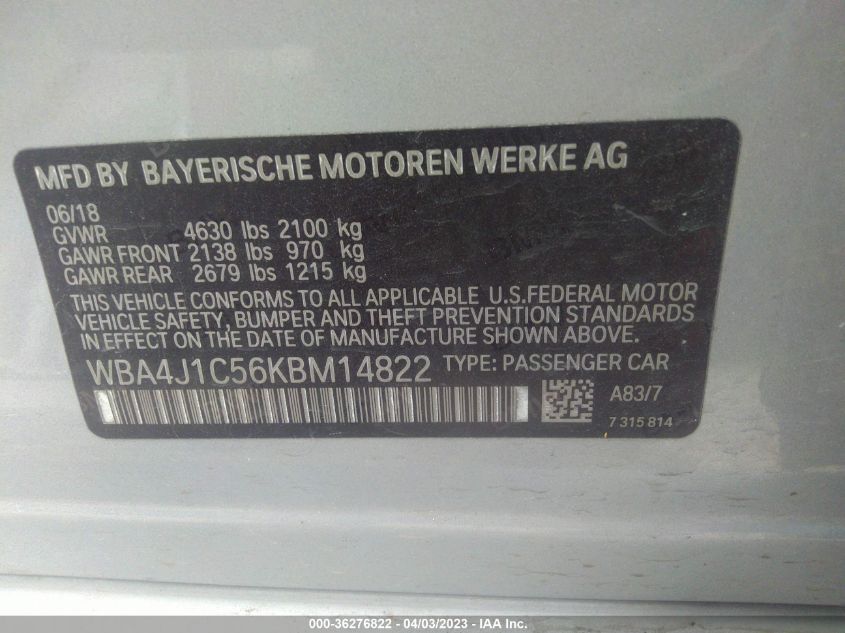 MFD BY BAYERISCHE MOTOREN WERKE AG
06/18
GVWR 4630 lbs 2100 kg
GAWR FRONT 2138 lbs 970 kg
GAWR REAR 2679 lbs 1215 kg
THIS VEHICLE CONFORMS TO ALL APPLICABLE U.S.FEDERAL MOTOR
VEHICLE SAFETY, BUMPER AND THEFT PREVENTION STANDARDS
IN EFFECT ON THE DATE OF MANUFACTURE SHOWN ABOVE.
WBA4J1C56KBM14822 TYPE: PASSENGER CAR
A83/7
7 315 814
000-36276822 - 04/03/2023 - IAA Inc.